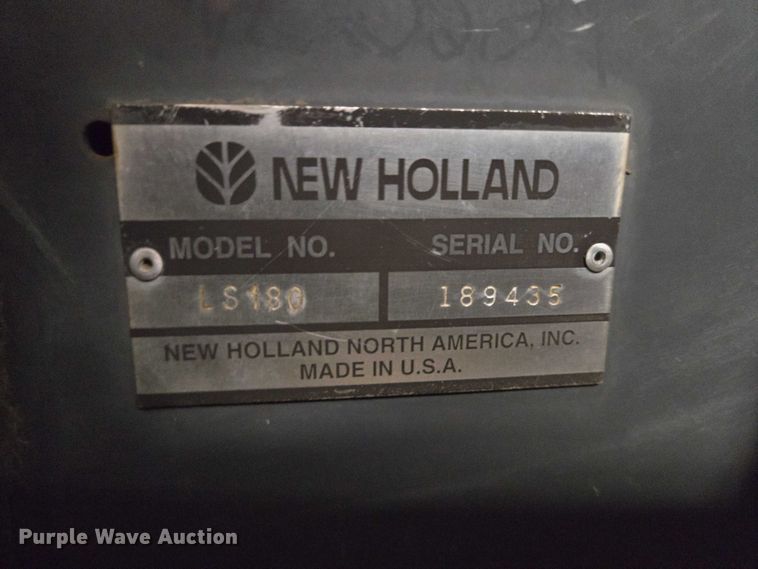 NEW HOLLAND
MODEL NO. SERIAL NO.
LS180 189435
NEW HOLLAND NORTH AMERICA, INC.
MADE IN U.S.A.
Purple Wave Auction